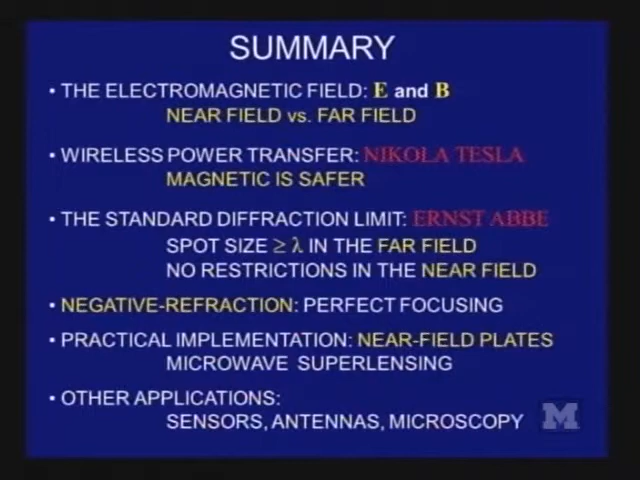 SUMMARY
• THE ELECTROMAGNETIC FIELD: E and B
NEAR FIELD vs. FAR FIELD
• WIRELESS POWER TRANSFER: NIKOLA TESLA
MAGNETIC IS SAFER
• THE STANDARD DIFFRACTION LIMIT: ERNST ABBE
SPOT SIZE ≥ λ IN THE FAR FIELD
NO RESTRICTIONS IN THE NEAR FIELD
• NEGATIVE-REFRACTION: PERFECT FOCUSING
• PRACTICAL IMPLEMENTATION: NEAR-FIELD PLATES
MICROWAVE SUPERLENSING
• OTHER APPLICATIONS:
SENSORS, ANTENNAS, MICROSCOPY
M